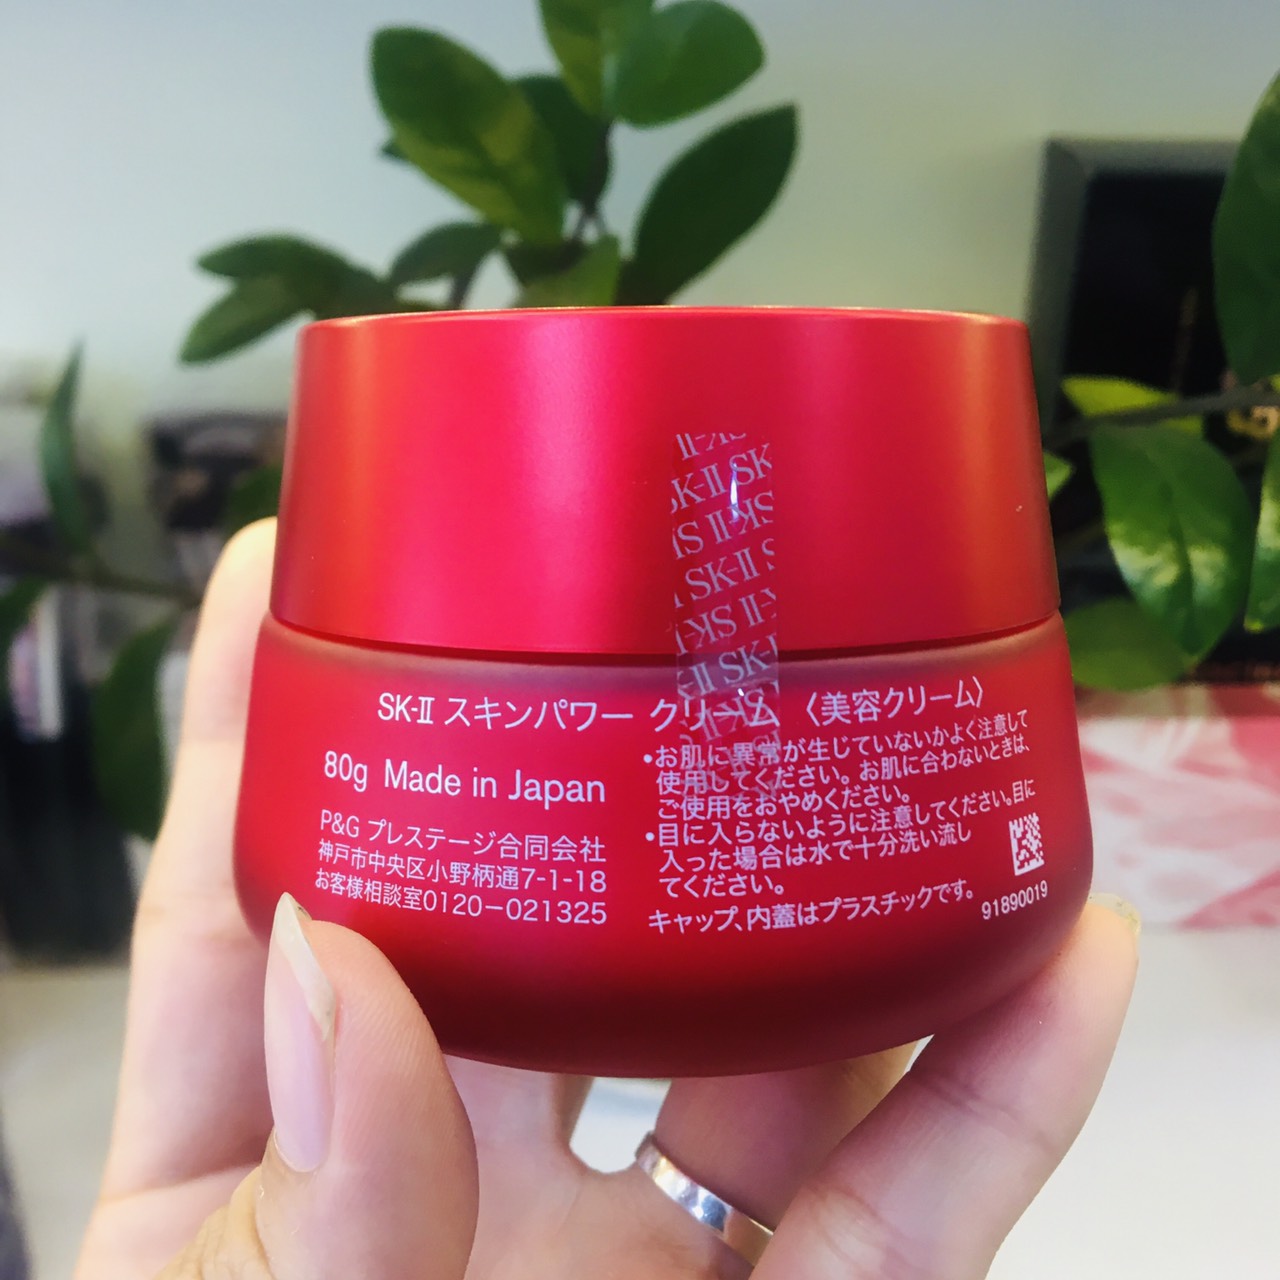 SK-II SK
SK-II
SK-II スキンパワー クリーム 〈美容クリーム〉
80g Made in Japan
P&G プレステージ合同会社
神戸市中央区小野柄通7-1-18
お客様相談室0120-021325
•お肌に異常が生じていないかよく注意して
使用してください。お肌に合わないときは、
ご使用をおやめください。
•目に入らないように注意してください。目に
入った場合は水で十分洗い流し
てください。
キャップ、内蓋はプラスチックです。
91890019